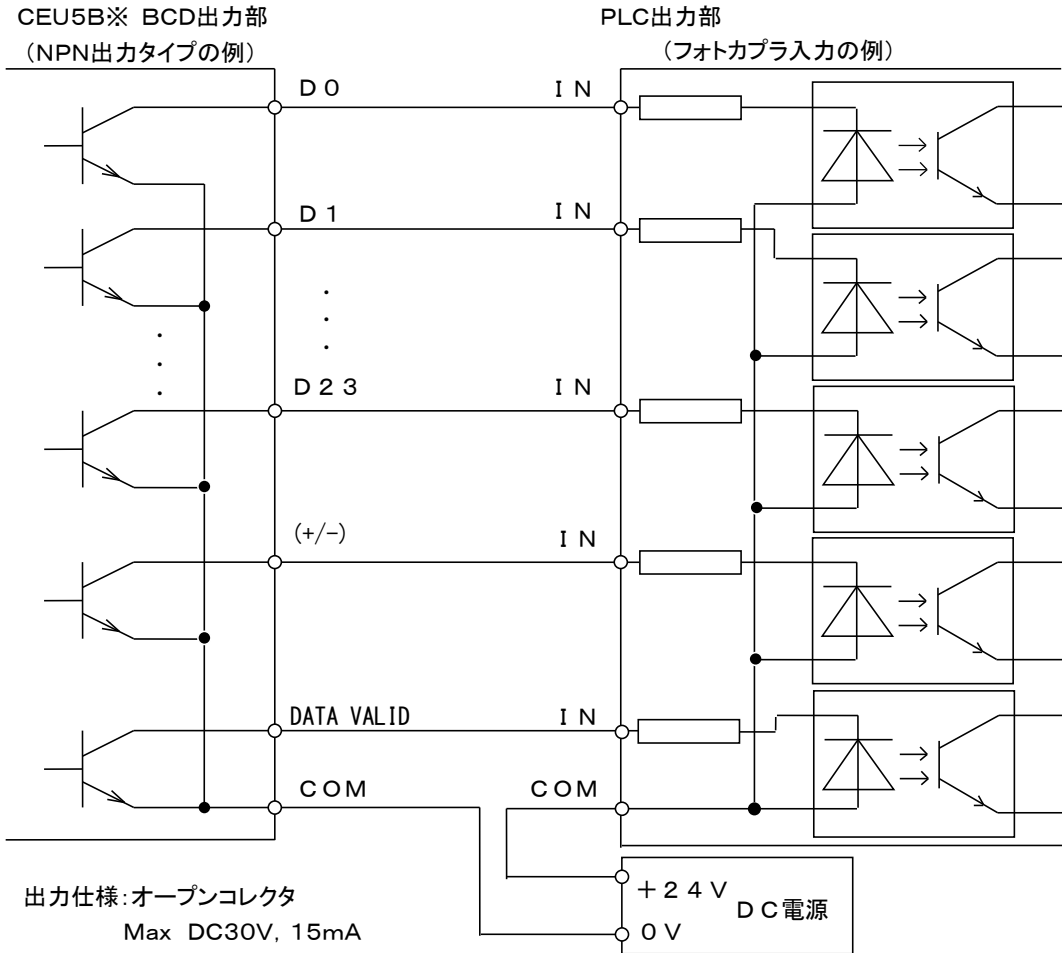 CEU5B※ BCD出力部
(NPN出力タイプの例)
PLC出力部
(フォトカプラ入力の例)
D0
IN
D1
IN
D23
IN
(+/-)
IN
DATA VALID
IN
COM
COM
+24V
DC電源
0V
出力仕様:オープンコレクタ
Max DC30V, 15mA